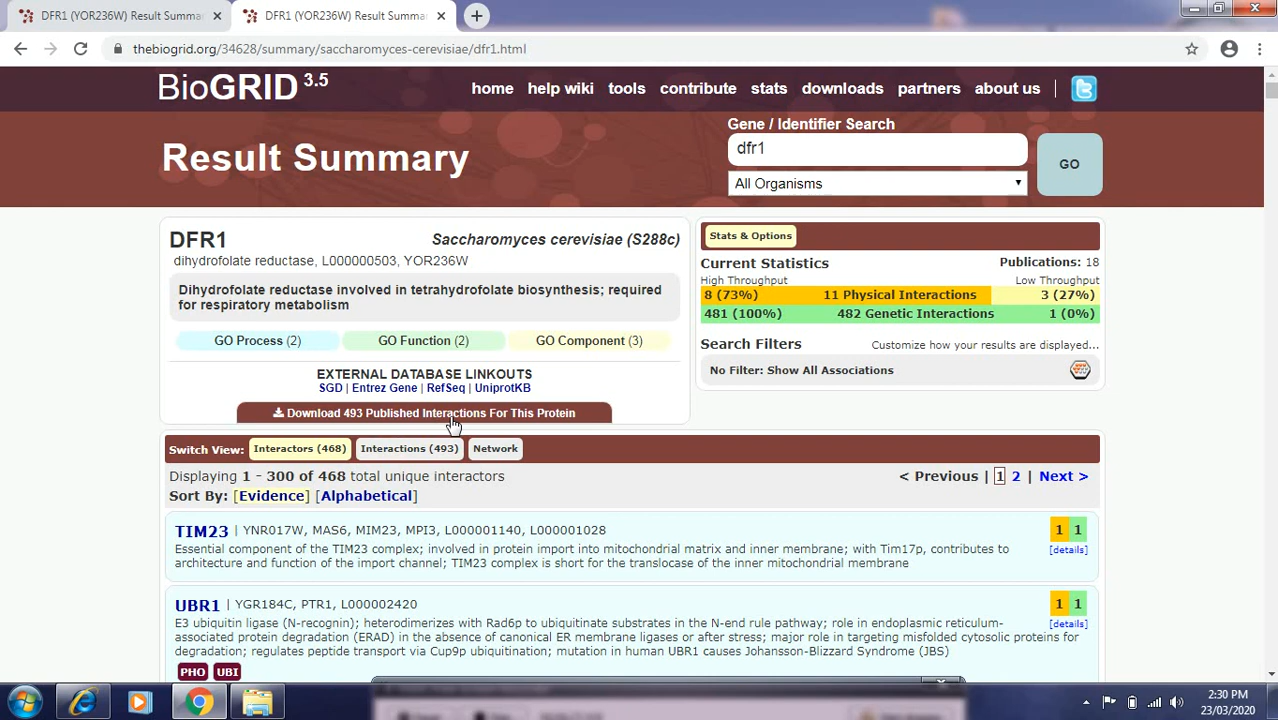 DFR1 (YOR236W) Result Summar
DFR1 (YOR236W) Result Summar
thebiogrid.org/34628/summary/saccharomyces-cerevisiae/dfr1.html
BioGRID 3.5
home help wiki tools contribute stats downloads partners about us
Gene / Identifier Search
dfr1
Result Summary
GO
All Organisms
DFR1
Saccharomyces cerevisiae (S288c)
dihydrofolate reductase, L000000503, YOR236W
Dihydrofolate reductase involved in tetrahydrofolate biosynthesis; required
for respiratory metabolism
GO Process (2) GO Function (2) GO Component (3)
EXTERNAL DATABASE LINKOUTS
SGD | Entrez Gene | RefSeq | UniprotKB
Download 493 Published Interactions For This Protein
Stats & Options
Current Statistics Publications: 18
High Throughput Low Throughput
8 (73%) 11 Physical Interactions 3 (27%)
481 (100%) 482 Genetic Interactions 1 (0%)
Search Filters Customize how your results are displayed...
No Filter: Show All Associations
Switch View: Interactors (468) Interactions (493) Network
Displaying 1 - 300 of 468 total unique interactors
< Previous | 1 2 Next >
Sort By: [Evidence] [Alphabetical]
TIM23 | YNR017W, MAS6, MIM23, MPI3, L000001140, L000001028
1 1
Essential component of the TIM23 complex; involved in protein import into mitochondrial matrix and inner membrane; with Tim17p, contributes to
[details]
architecture and function of the import channel; TIM23 complex is short for the translocase of the inner mitochondrial membrane
UBR1 | YGR184C, PTR1, L000002420
1 1
E3 ubiquitin ligase (N-recognin); heterodimerizes with Rad6p to ubiquitinate substrates in the N-end rule pathway; role in endoplasmic reticulum-
[details]
associated protein degradation (ERAD) in the absence of canonical ER membrane ligases or after stress; major role in targeting misfolded cytosolic proteins for
degradation; regulates peptide transport via Cup9p ubiquitination; mutation in human UBR1 causes Johansson-Blizzard Syndrome (JBS)
PHO UBI
2:30 PM
23/03/2020